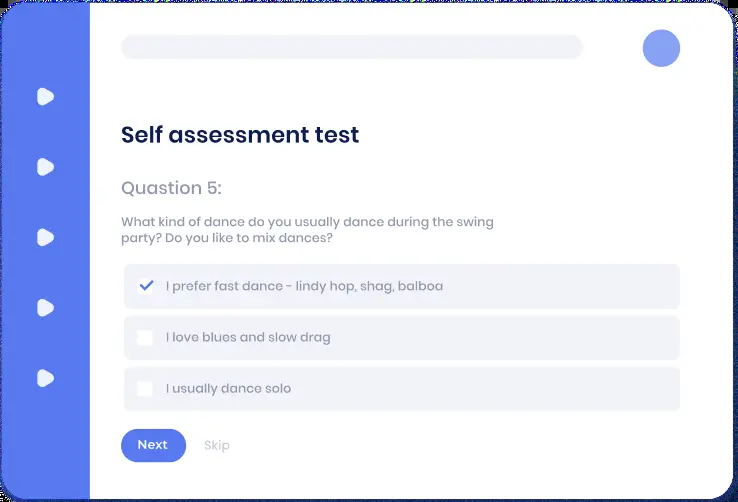 Self assessment test
Quastion 5:
What kind of dance do you usually dance during the swing
party? Do you like to mix dances?
I prefer fast dance - lindy hop, shag, balboa
I love blues and slow drag
I usually dance solo
Next Skip